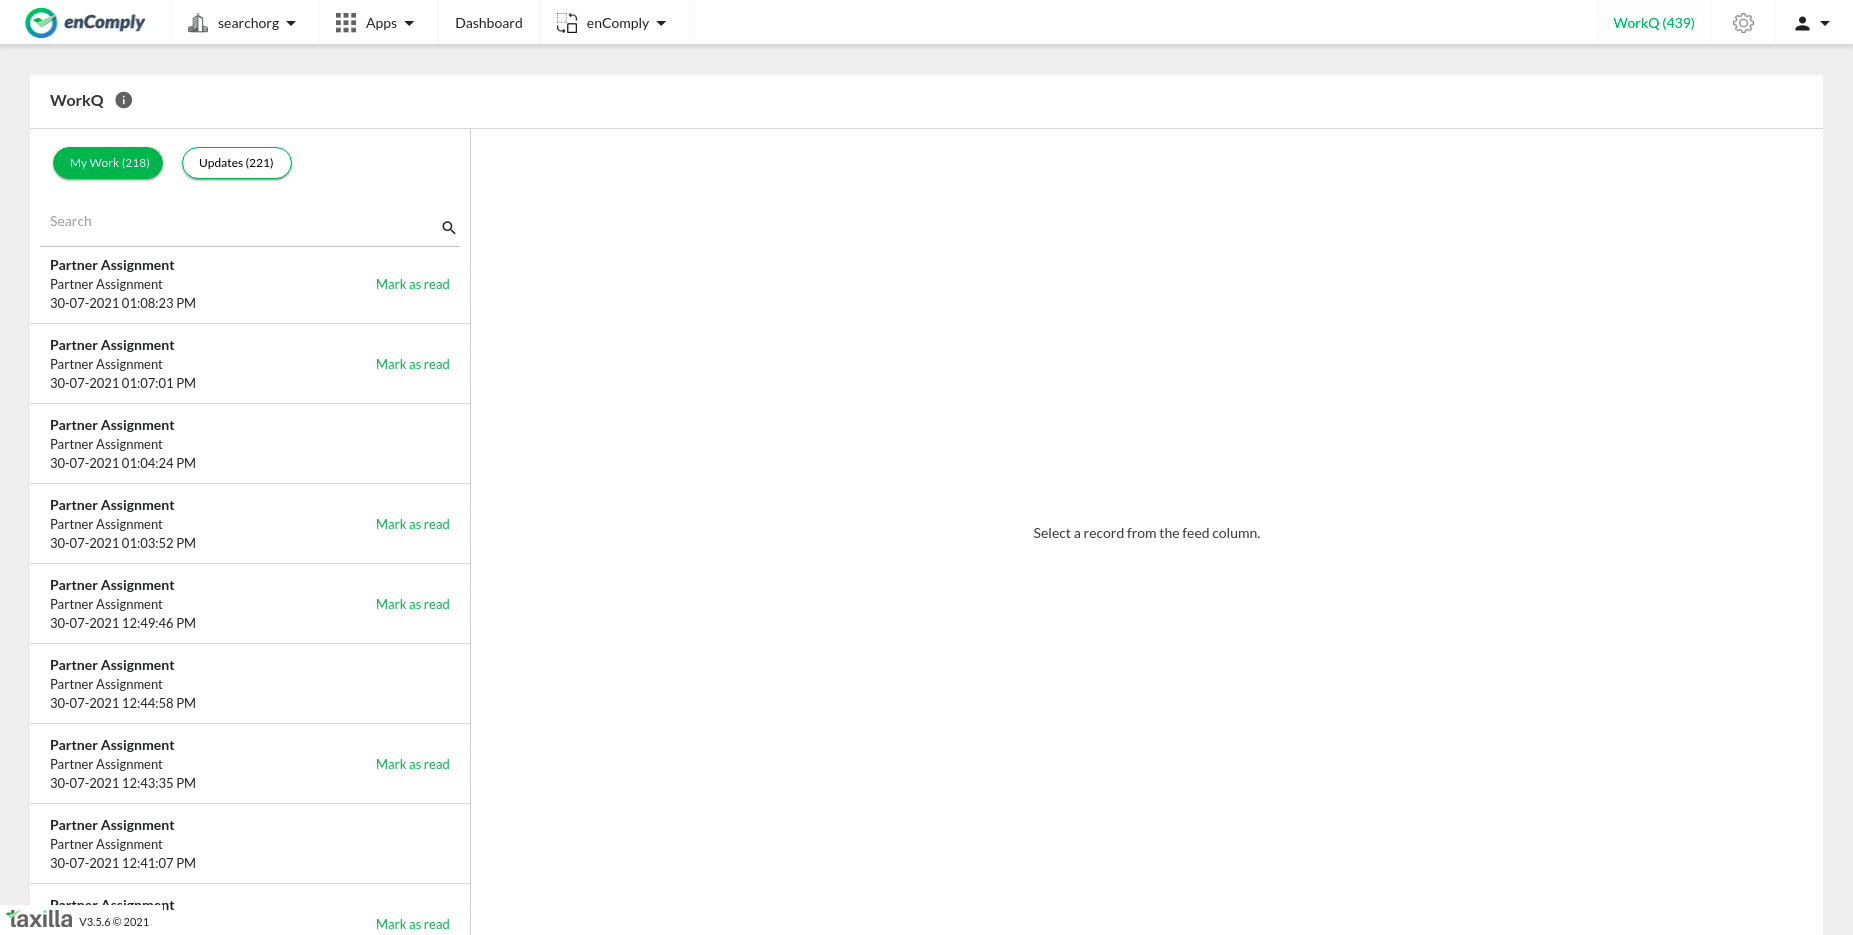 enComply
searchorg
Apps
Dashboard
enComply
WorkQ (439)
WorkQ
My Work (218)
Updates (221)
Search
Partner Assignment
Partner Assignment
Mark as read
30-07-2021 01:08:23 PM
Partner Assignment
Partner Assignment
Mark as read
30-07-2021 01:07:01 PM
Partner Assignment
Partner Assignment
30-07-2021 01:04:24 PM
Partner Assignment
Partner Assignment
Mark as read
30-07-2021 01:03:52 PM
Select a record from the feed column.
Partner Assignment
Partner Assignment
Mark as read
30-07-2021 12:49:46 PM
Partner Assignment
Partner Assignment
30-07-2021 12:44:58 PM
Partner Assignment
Partner Assignment
Mark as read
30-07-2021 12:43:35 PM
Partner Assignment
Partner Assignment
30-07-2021 12:41:07 PM
Partner Assignment
Mark as read
taxilla V3.5.6 © 2021